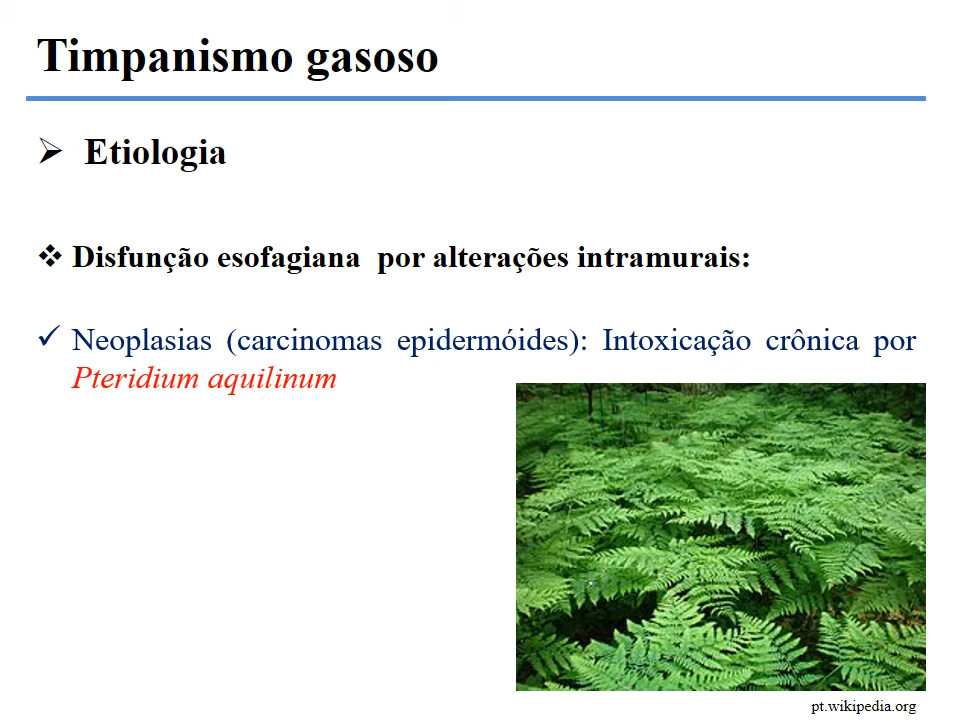 Timpanismo gasoso
Etiologia
Disfunção esofagiana por alterações intramurais:
Neoplasias (carcinomas epidermóides): Intoxicação crônica por
Pteridium aquilinum
pt.wikipedia.org